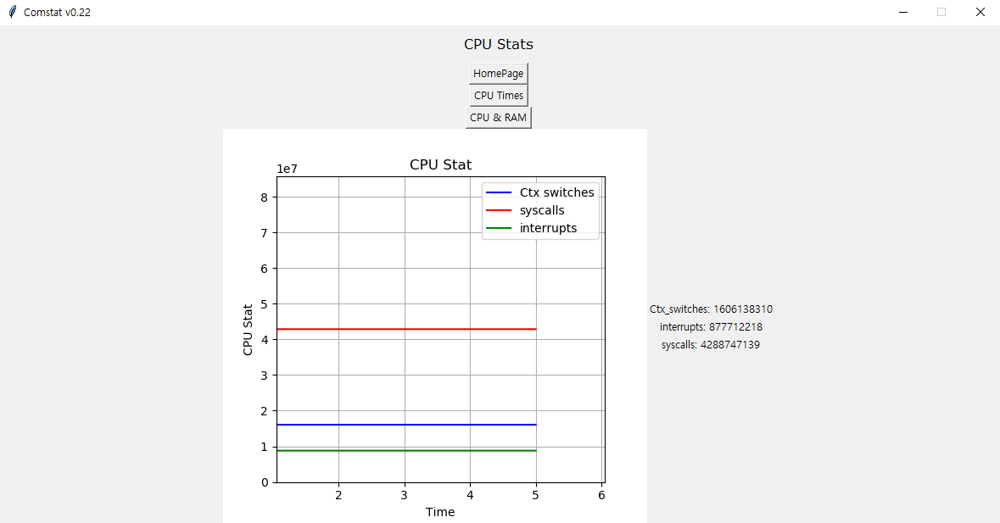 Comstat v0.22
CPU Stats
HomePage
CPU Times
CPU & RAM
CPU Stat
1e7
Ctx switches
syscalls
interrupts
8
7
6
5
4
3
2
1
0
CPU Stat
2 3 4 5 6
Time
Ctx_switches: 1606138310
interrupts: 877712218
syscalls: 4288747139